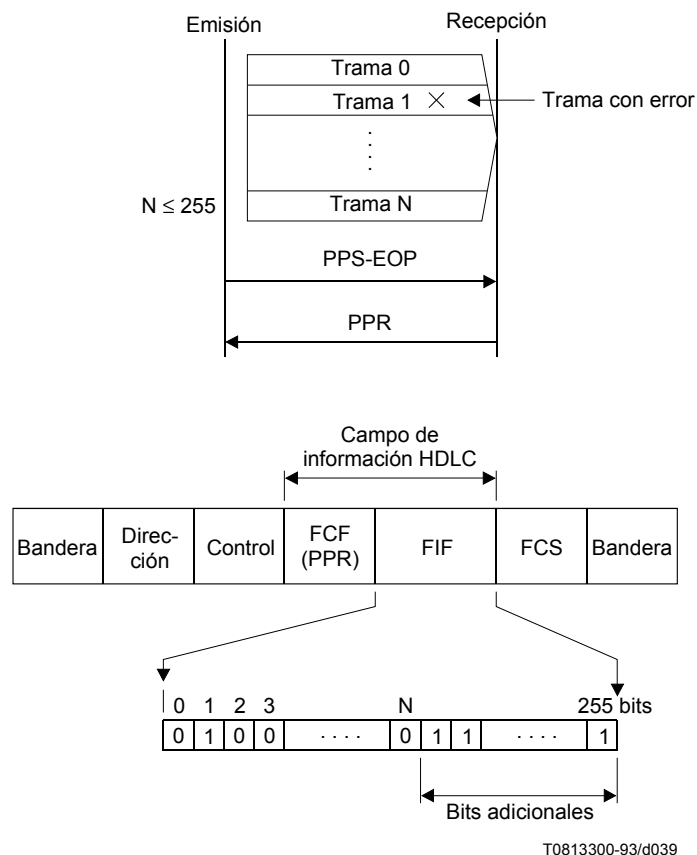 Emisión Recepción
Trama 0
Trama 1 × Trama con error
. . . .
N ≤ 255 Trama N
PPS-EOP
PPR
Campo de
información HDLC
Bandera Direc-
ción Control FCF
(PPR) FIF FCS Bandera
0 1 2 3 N 255 bits
0 1 0 0 . . . . 0 1 1 . . . . 1
Bits adicionales
T0813300-93/d039